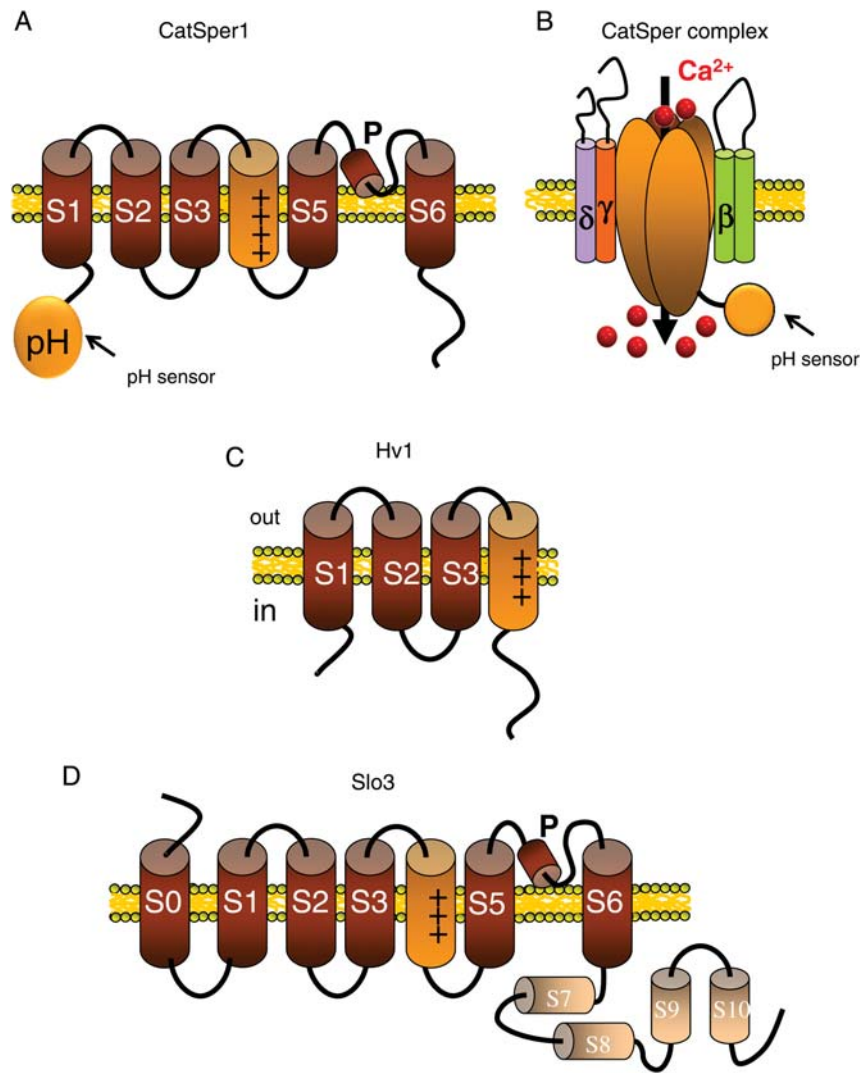 A
CatSper1
P
S1 S2 S3 ++++ S5 S6
pH
pH sensor
B
CatSper complex
Ca²⁺
δ γ β
pH sensor
C
Hv1
out
in
S1 S2 S3 +++
D
Slo3
P
S0 S1 S2 S3 +++ S5 S6
S7
S8
S9 S10